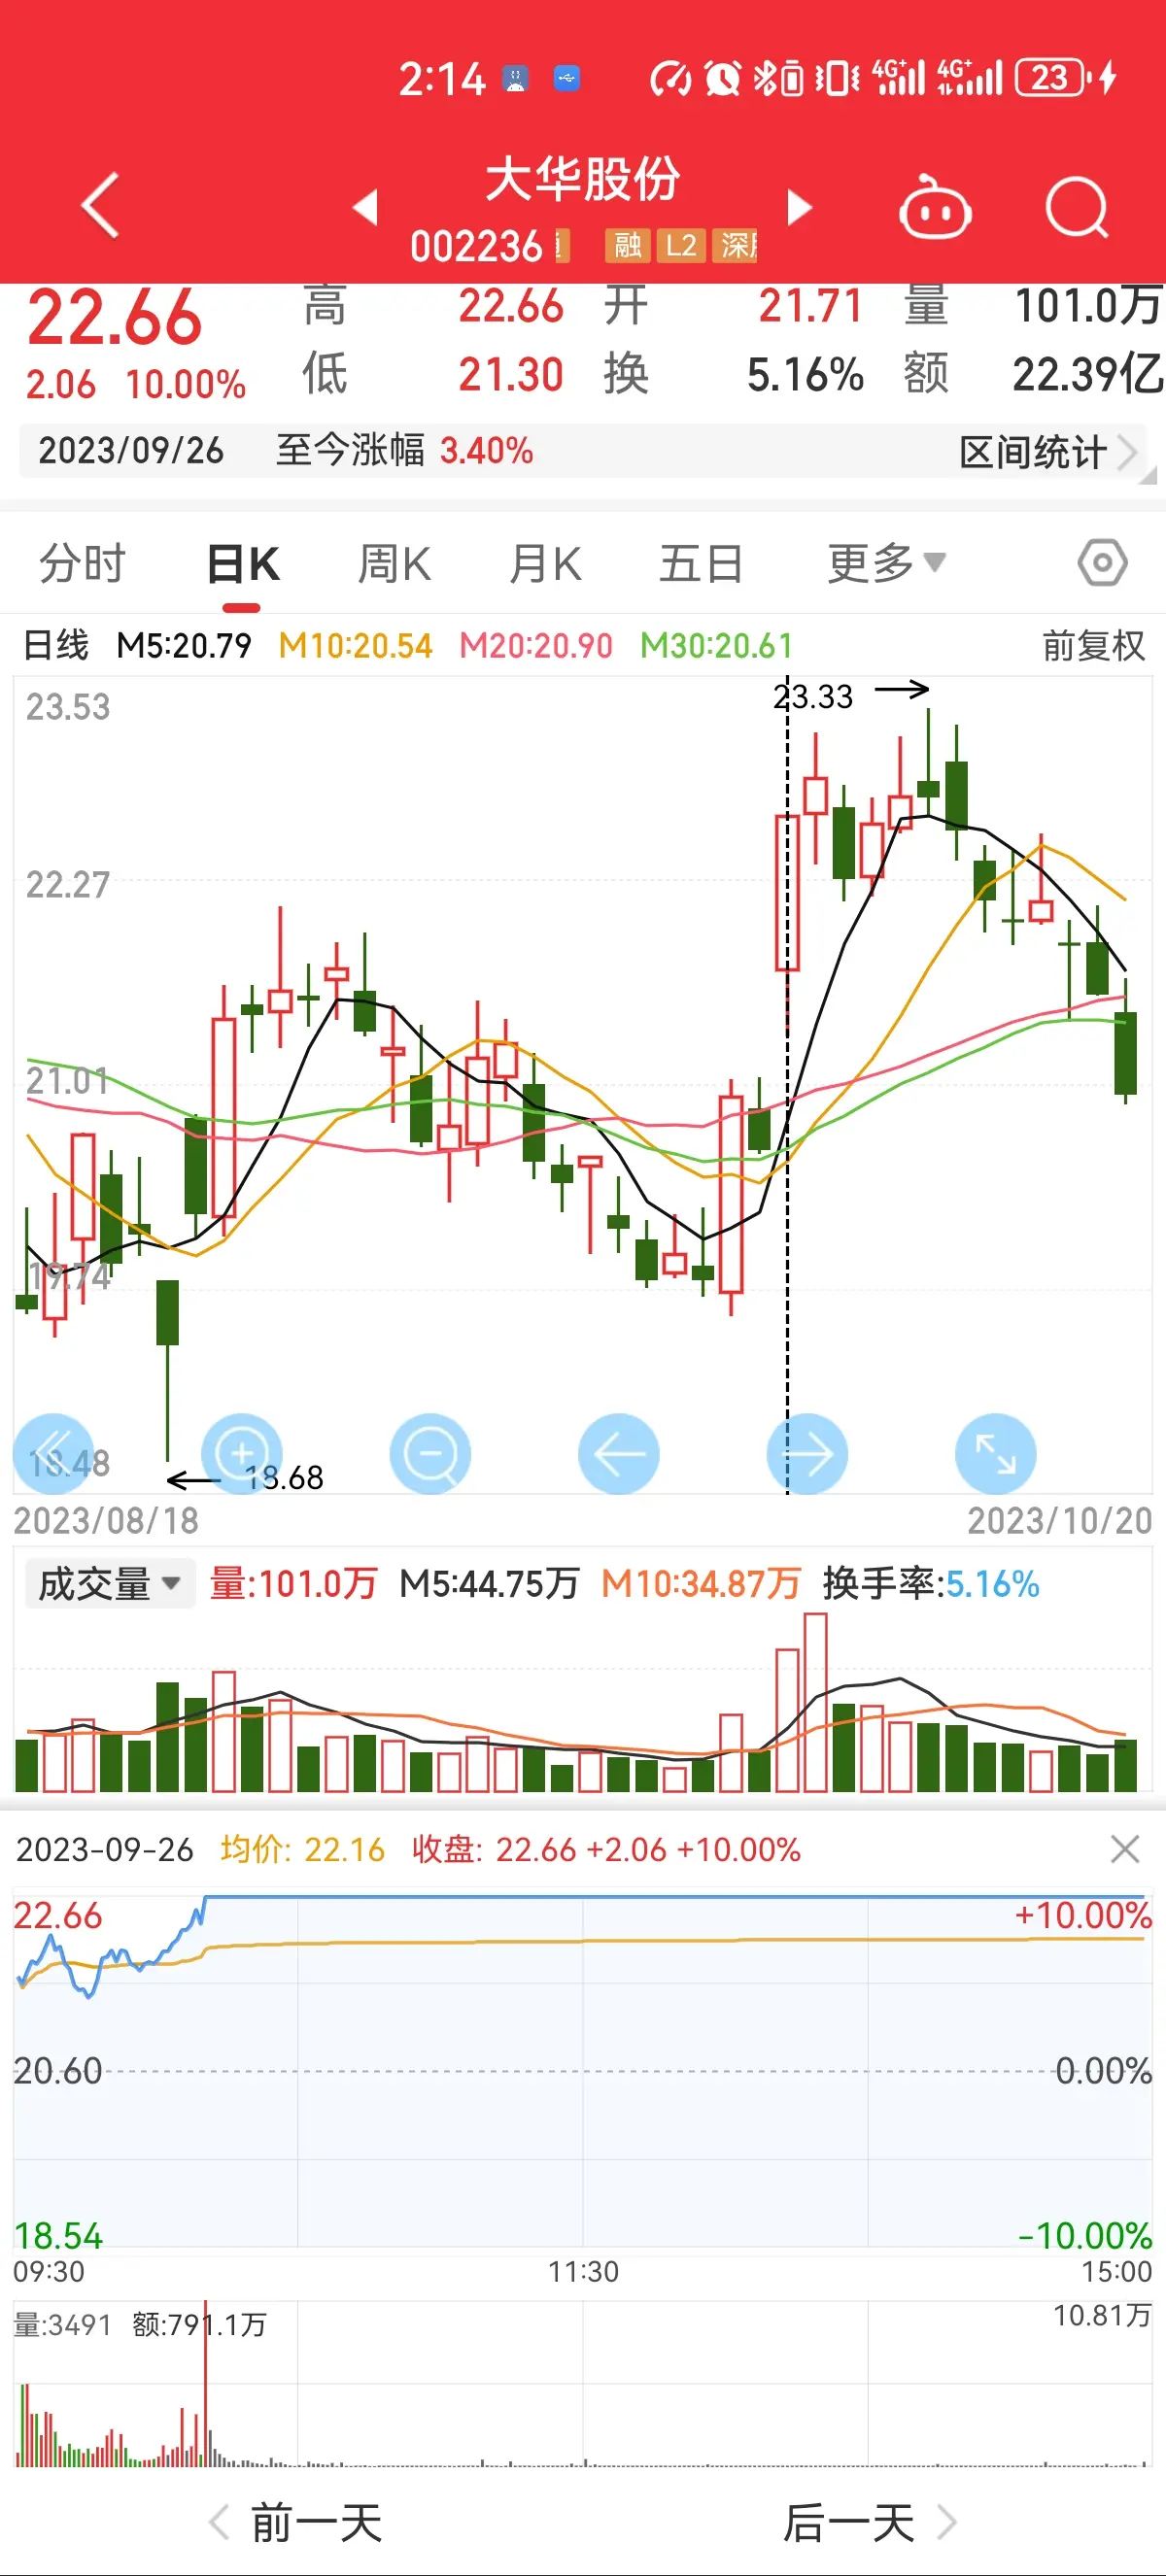 2:14 4G+ 4G+ 23
大华股份
002236 融 L2
22.66 高 22.66 开 21.71 量 101.0万
2.06 10.00% 低 21.30 换 5.16% 额 22.39亿
2023/09/26 至今涨幅 3.40% 区间统计
分时 日K 周K 月K 五日 更多
日线 M5:20.79 M10:20.54 M20:20.90 M30:20.61 前复权
23.53 23.33
22.27
21.01
19.74
18.48 18.68
2023/08/18 2023/10/20
成交量 量:101.0万 M5:44.75万 M10:34.87万 换手率:5.16%
2023-09-26 均价: 22.16 收盘: 22.66 +2.06 +10.00%
22.66 +10.00%
20.60 0.00%
18.54 -10.00%
09:30 11:30 15:00
量:3491 额:791.1万 10.81万
前一天 后一天